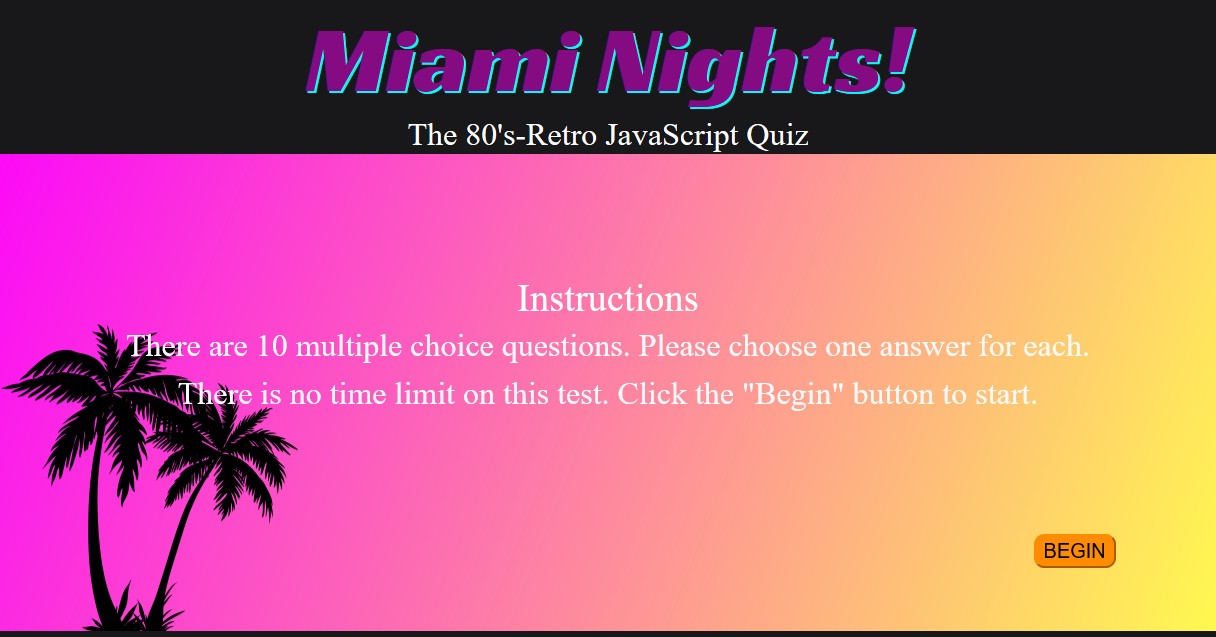 Miami Nights!
The 80's-Retro JavaScript Quiz
Instructions
There are 10 multiple choice questions. Please choose one answer for each.
There is no time limit on this test. Click the "Begin" button to start.
BEGIN